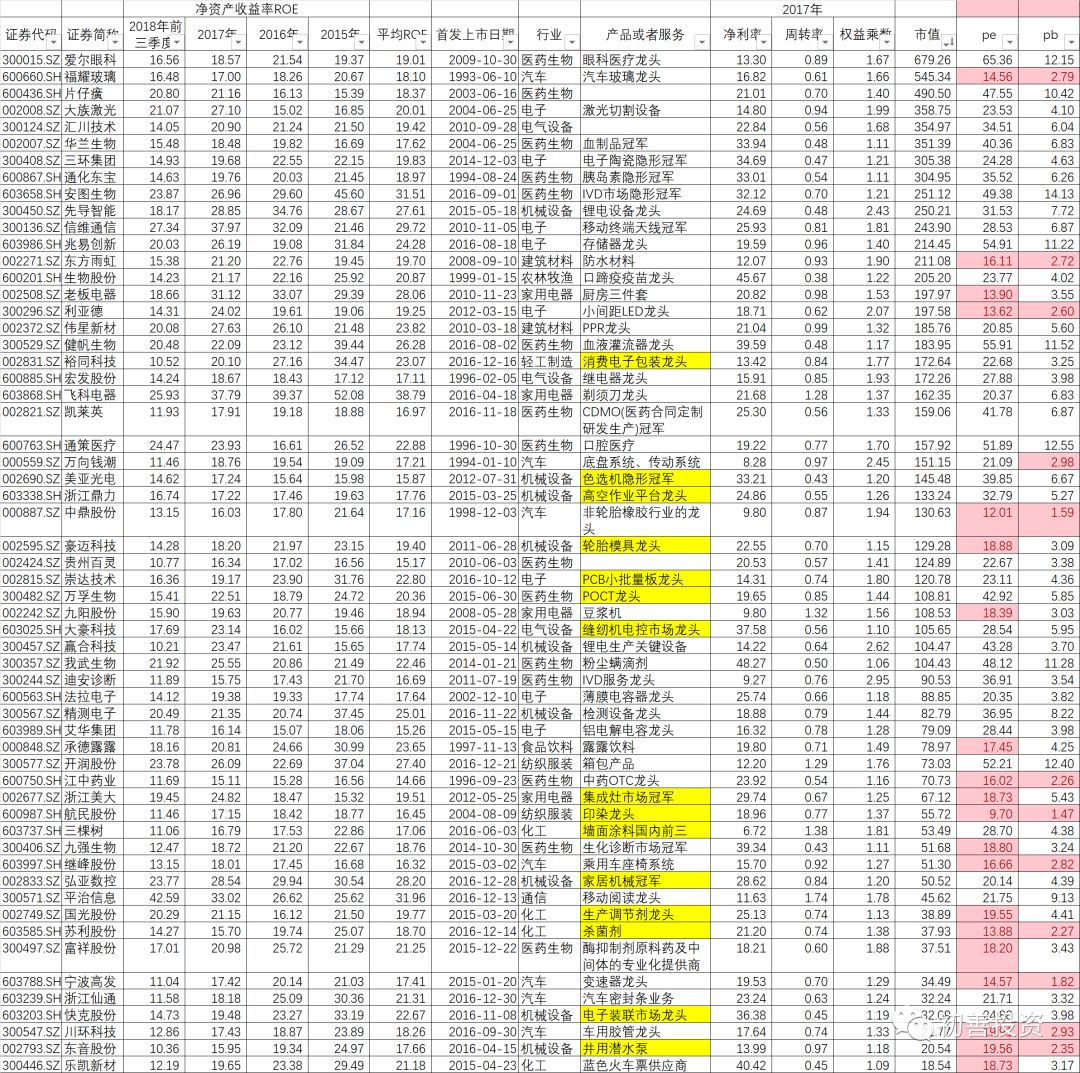 净资产收益率ROE 2017年
证券代码 证券简称 2018年前三季度 2017年 2016年 2015年 平均ROE 首发上市日期 行业 产品或者服务 净利率 周转率 权益乘数 市值 pe pb
300015.SZ 爱尔眼科 16.56 18.57 21.54 19.37 19.01 2009-10-30 医药生物 眼科医疗龙头 13.30 0.89 1.67 679.26 65.36 12.15
600660.SH 福耀玻璃 16.48 17.00 18.26 20.67 18.10 1993-06-10 汽车 汽车玻璃龙头 16.82 0.61 1.66 545.34 14.56 2.79
600436.SH 片仔癀 20.80 21.16 16.13 15.39 18.37 2003-06-16 医药生物 21.01 0.70 1.40 490.50 47.55 10.42
002008.SZ 大族激光 21.07 27.10 15.02 16.85 20.01 2004-06-25 电子 激光切割设备 14.80 0.94 1.99 358.75 23.53 4.10
300124.SZ 汇川技术 14.05 20.90 21.24 21.50 19.42 2010-09-28 电气设备 22.84 0.56 1.68 354.97 34.51 6.04
002007.SZ 华兰生物 15.48 18.48 19.82 16.69 17.62 2004-06-25 医药生物 血制品冠军 33.94 0.48 1.11 351.39 40.36 6.83
300408.SZ 三环集团 14.93 19.68 22.55 22.15 19.83 2014-12-03 电子 电子陶瓷隐形冠军 34.69 0.47 1.21 305.38 24.28 4.63
600867.SH 通化东宝 14.63 19.76 20.03 21.45 18.97 1994-08-24 医药生物 胰岛素隐形冠军 33.01 0.54 1.11 304.95 35.52 6.26
603658.SH 安图生物 23.87 26.96 29.60 45.60 31.51 2016-09-01 医药生物 IVD市场隐形冠军 32.12 0.70 1.21 251.12 49.38 14.13
300450.SZ 先导智能 18.17 28.85 34.76 28.67 27.61 2015-05-18 机械设备 锂电设备龙头 24.69 0.48 2.43 250.21 31.53 7.72
300136.SZ 信维通信 27.34 37.97 32.09 21.46 29.72 2010-11-05 电子 移动终端天线冠军 25.93 0.81 1.81 243.90 28.53 6.87
603986.SH 兆易创新 20.03 26.19 19.08 31.84 24.28 2016-08-18 电子 存储器龙头 19.59 0.96 1.40 214.45 54.91 11.22
002271.SZ 东方雨虹 15.38 21.20 22.76 19.45 19.70 2008-09-10 建筑材料 防水材料 12.07 0.93 1.90 211.08 16.11 2.72
600201.SH 生物股份 14.23 21.17 22.16 25.92 20.87 1999-01-15 农林牧渔 口蹄疫疫苗龙头 45.67 0.38 1.22 205.20 23.77 4.02
002508.SZ 老板电器 18.66 31.12 33.07 29.39 28.06 2010-11-23 家用电器 厨房三件套 20.82 0.98 1.53 197.97 13.90 3.55
300296.SZ 利亚德 14.31 24.02 19.61 19.06 19.25 2012-03-15 电子 小间距LED龙头 18.71 0.62 2.07 197.58 13.62 2.60
002372.SZ 伟星新材 20.08 27.63 26.10 21.48 23.82 2010-03-18 建筑材料 PPR龙头 21.04 0.99 1.32 185.76 20.85 5.60
300529.SZ 健帆生物 20.48 22.09 23.12 39.44 26.28 2016-08-02 医药生物 血液灌流器龙头 39.59 0.48 1.17 183.95 55.91 11.52
002831.SZ 裕同科技 10.52 20.10 27.16 34.47 23.07 2016-12-16 轻工制造 消费电子包装龙头 13.42 0.84 1.77 172.64 22.68 3.25
600885.SH 宏发股份 14.24 18.67 18.43 17.12 17.11 1996-02-05 电气设备 继电器龙头 15.91 0.85 1.93 172.26 27.88 3.98
603868.SH 飞科电器 25.93 37.79 39.37 52.08 38.79 2016-04-18 家用电器 剃须刀龙头 21.68 1.28 1.37 162.35 20.37 6.83
002821.SZ 凯莱英 11.93 17.91 19.18 18.88 16.97 2016-11-18 医药生物 CDMO(医药合同定制 25.30 0.56 1.33 159.06 41.78 6.87
研发生产)冠军
600763.SH 通策医疗 24.47 23.93 16.61 26.52 22.88 1996-10-30 医药生物 口腔医疗 19.22 0.77 1.70 157.92 51.89 12.55
000559.SZ 万向钱潮 11.46 18.76 19.54 19.09 17.21 1994-01-10 汽车 底盘系统、传动系统 8.28 0.97 2.45 151.15 21.09 2.98
002690.SZ 美亚光电 14.62 17.24 15.64 15.98 15.87 2012-07-31 机械设备 色选机隐形冠军 33.21 0.43 1.20 145.48 39.85 6.67
603338.SH 浙江鼎力 16.74 17.22 17.46 19.63 17.76 2015-03-25 机械设备 高空作业平台龙头 24.86 0.55 1.26 133.24 32.79 5.27
000887.SZ 中鼎股份 13.15 16.03 17.80 21.64 17.16 1998-12-03 汽车 非轮胎橡胶行业的龙 9.80 0.87 1.94 130.63 12.01 1.59
头
002595.SZ 豪迈科技 14.28 18.20 21.97 23.15 19.40 2011-06-28 机械设备 轮胎模具龙头 22.55 0.70 1.15 129.28 18.88 3.09
002424.SZ 贵州百灵 10.77 16.34 17.02 16.56 15.17 2010-06-03 医药生物 20.53 0.57 1.41 124.89 22.67 3.38
002815.SZ 崇达技术 16.36 19.17 23.90 31.76 22.80 2016-10-12 电子 PCB小批量板龙头 14.31 0.74 1.80 120.78 23.11 4.36
300482.SZ 万孚生物 15.41 22.51 18.79 24.72 20.36 2015-06-30 医药生物 POCT龙头 19.65 0.85 1.44 108.81 42.92 5.85
002242.SZ 九阳股份 15.90 19.63 20.77 19.46 18.94 2008-05-28 家用电器 豆浆机 9.80 1.32 1.56 108.53 18.39 3.03
603025.SH 大豪科技 17.69 23.14 16.02 15.66 18.13 2015-04-22 电气设备 缝纫机电控市场龙头 37.58 0.56 1.10 105.65 28.54 5.95
300457.SZ 赢合科技 10.21 23.47 21.61 15.65 17.74 2015-05-14 机械设备 锂电生产关键设备 14.22 0.64 2.62 104.47 43.28 3.70
300357.SZ 我武生物 21.92 25.55 20.86 21.49 22.46 2014-01-21 医药生物 粉尘螨滴剂 48.27 0.50 1.06 104.43 48.12 11.28
300244.SZ 迪安诊断 11.89 15.75 17.43 21.70 16.69 2011-07-19 医药生物 IVD服务龙头 9.27 0.76 2.95 90.53 36.91 3.54
600563.SH 法拉电子 14.12 19.38 19.33 17.74 17.64 2002-12-10 电子 薄膜电容器龙头 25.74 0.66 1.18 88.85 20.35 3.82
300567.SZ 精测电子 20.49 21.35 20.74 37.45 25.01 2016-11-22 机械设备 检测设备龙头 18.88 0.79 1.44 82.79 36.95 8.22
603989.SH 艾华集团 11.78 16.14 15.07 18.06 15.26 2015-05-15 电子 铝电解电容龙头 16.32 0.78 1.28 79.09 28.44 3.98
000848.SZ 承德露露 18.16 20.81 24.66 30.99 23.65 1997-11-13 食品饮料 露露饮料 19.80 0.71 1.49 78.97 17.45 4.25
300577.SZ 开润股份 23.78 26.09 22.69 37.04 27.40 2016-12-21 纺织服装 箱包产品 12.20 1.29 1.76 73.03 52.21 12.40
600750.SH 江中药业 11.69 15.11 15.28 16.56 14.66 1996-09-23 医药生物 中药OTC龙头 23.92 0.54 1.16 70.73 16.02 2.26
002677.SZ 浙江美大 19.45 24.82 18.47 15.32 19.51 2012-05-25 家用电器 集成灶市场冠军 29.74 0.67 1.25 67.12 18.73 5.43
600987.SH 航民股份 11.46 17.15 18.42 18.77 16.45 2004-08-09 纺织服装 印染龙头 18.96 0.77 1.37 55.72 9.70 1.47
603737.SH 三棵树 11.06 16.79 17.53 22.86 17.06 2016-06-03 化工 墙面涂料国内前三 6.72 1.38 1.81 53.49 28.70 4.38
300406.SZ 九强生物 12.47 18.72 21.20 22.67 18.76 2014-10-30 医药生物 生化诊断市场冠军 39.34 0.43 1.11 51.68 18.80 3.24
603997.SH 继峰股份 13.15 18.01 17.45 16.68 16.32 2015-03-02 汽车 乘用车座椅系统 15.70 0.92 1.27 51.30 16.66 2.82
002833.SZ 弘亚数控 23.77 28.54 29.94 30.54 28.20 2016-12-28 机械设备 家居机械冠军 28.62 0.84 1.20 50.52 20.14 4.39
300571.SZ 平治信息 42.59 33.02 26.62 25.62 31.96 2016-12-13 通信 移动阅读龙头 11.63 1.74 1.78 45.62 21.75 9.13
002749.SZ 国光股份 20.29 21.15 16.12 21.50 19.77 2015-03-20 化工 生产调节剂龙头 25.13 0.74 1.13 38.89 19.55 4.41
603585.SH 苏利股份 14.27 15.70 19.74 25.07 18.70 2016-12-14 化工 杀菌剂 21.20 0.74 1.38 37.93 13.88 2.27
300497.SZ 富祥股份 17.01 20.98 25.72 21.29 21.25 2015-12-22 医药生物 酶抑制剂原料药及中 18.21 0.60 1.88 37.51 18.20 3.43
间体的专业化提供商
603788.SH 宁波高发 11.04 17.42 20.14 21.03 17.41 2015-01-20 汽车 变速器龙头 19.53 0.70 1.29 34.49 14.57 1.82
603239.SH 浙江仙通 11.58 18.18 25.09 30.36 21.31 2016-12-30 汽车 汽车密封条业务 23.24 0.63 1.24 32.24 21.71 3.32
603203.SH 快克股份 14.73 19.48 23.27 33.19 22.67 2016-11-08 机械设备 电子装联市场龙头 36.38 0.45 1.19 3.98
300547.SZ 川环科技 12.86 17.43 18.87 23.89 18.26 2016-09-30 汽车 车用胶管龙头 17.64 0.74 1.33 2.93
初善投资
002793.SH 东音股份 10.36 15.95 19.34 24.97 17.66 2016-04-15 机械设备 井用潜水泵 13.99 0.97 1.18 20.54 19.56 2.35
300446.SZ 乐凯新材 12.19 19.65 23.38 29.49 21.18 2015-04-23 化工 蓝色火车票供应商 40.42 0.45 1.09 18.54 18.73 3.17